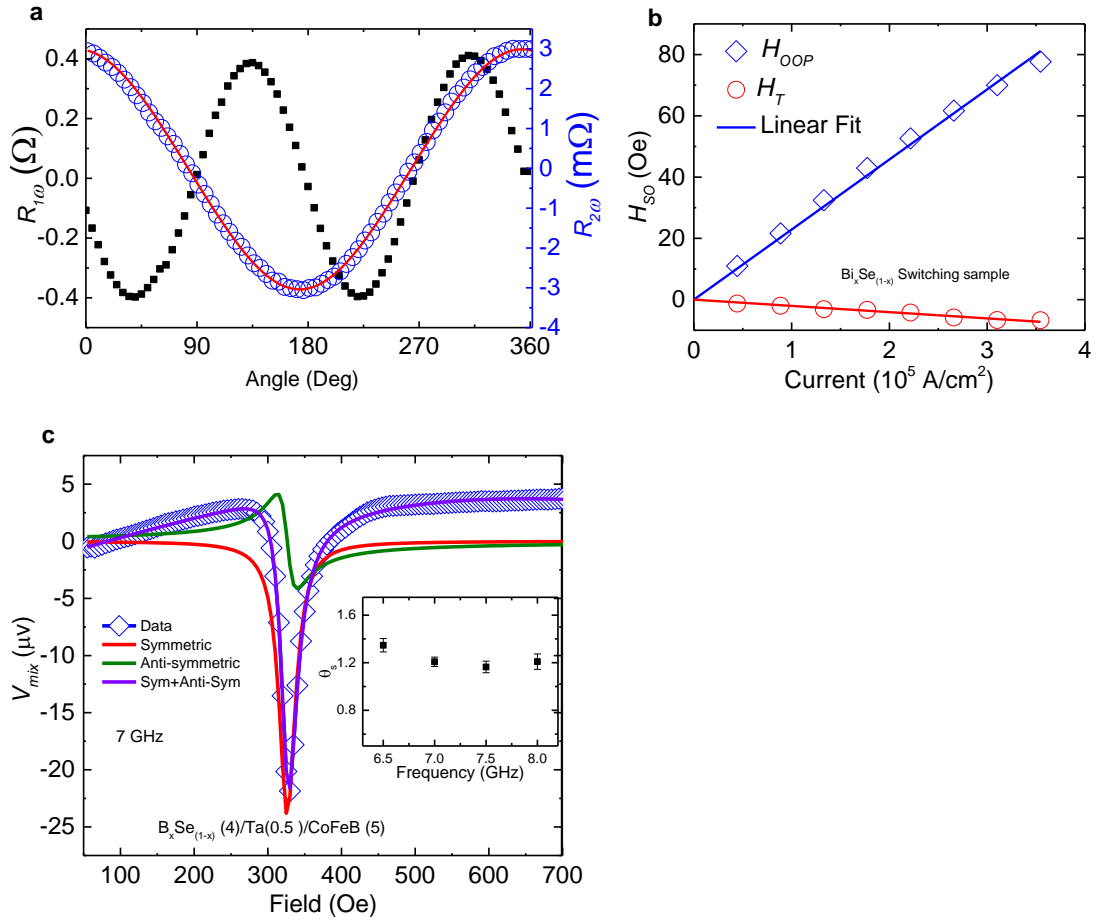 a
R1ω (Ω)
0.4
0.2
0.0
-0.2
-0.4
3
2
1
0
-1
-2
-3
-4
R2ω (mΩ)
0 90 180 270 360
Angle (Deg)
b
HSO (Oe)
80
60
40
20
0
HOOP
HT
Linear Fit
BixSe(1-x) Switching sample
0 1 2 3 4
Current (10⁵ A/cm²)
c
Vmix (μv)
5
0
-5
-10
-15
-20
-25
Data
Symmetric
Anti-symmetric
Sym+Anti-Sym
7 GHz
BxSe(1-x) (4)/Ta(0.5 )/CoFeB (5)
θs
1.6
1.2
0.8
6.5 7.0 7.5 8.0
Frequency (GHz)
100 200 300 400 500 600 700
Field (Oe)